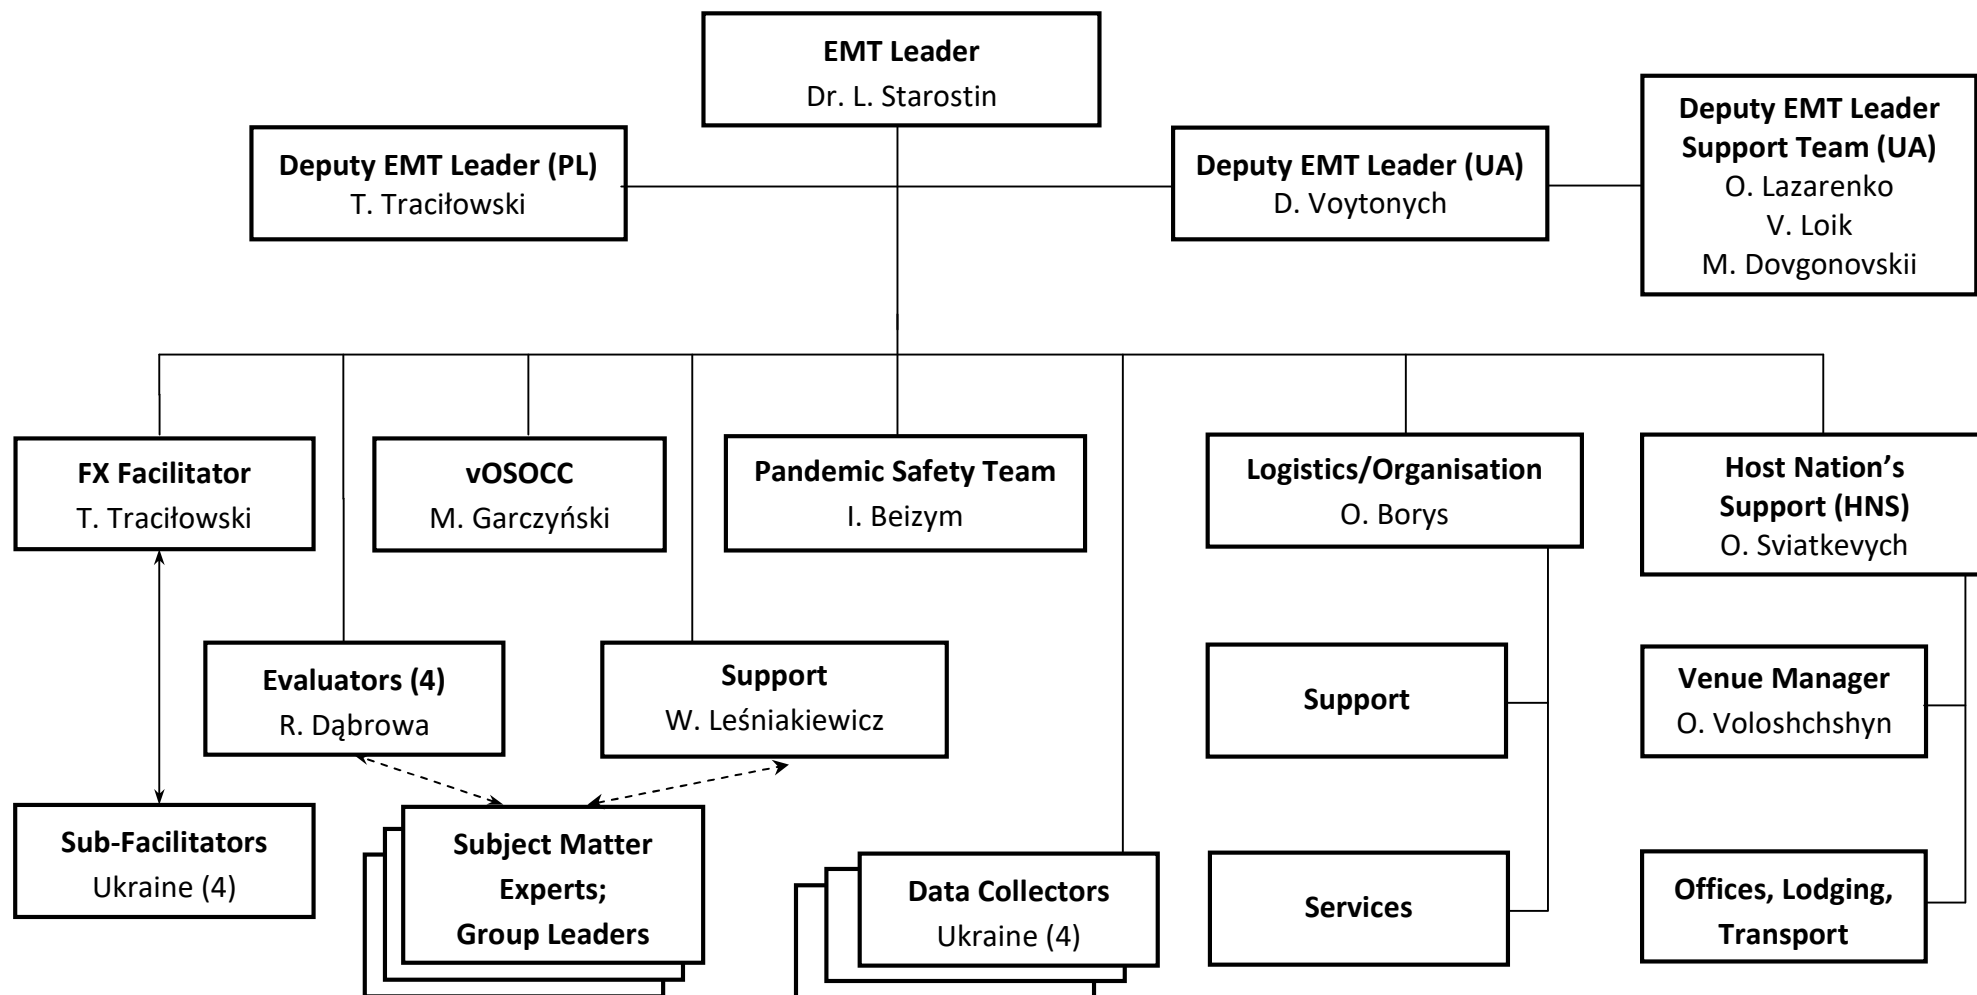 EMT Leader
Dr. L. Starostin
Deputy EMT Leader (PL)
T. Traciłowski
Deputy EMT Leader (UA)
D. Voytonych
Deputy EMT Leader
Support Team (UA)
O. Lazarenko
V. Loik
M. Dovgonovskii
FX Facilitator
T. Traciłowski
vOSOCC
M. Garczyński
Pandemic Safety Team
I. Beizym
Logistics/Organisation
O. Borys
Host Nation’s
Support (HNS)
O. Sviatkevych
Evaluators (4)
R. Dąbrowa
Support
W. Leśniakiewicz
Support
Venue Manager
O. Voloshchshyn
Sub-Facilitators
Ukraine (4)
Subject Matter
Experts;
Group Leaders
Data Collectors
Ukraine (4)
Services
Offices, Lodging,
Transport